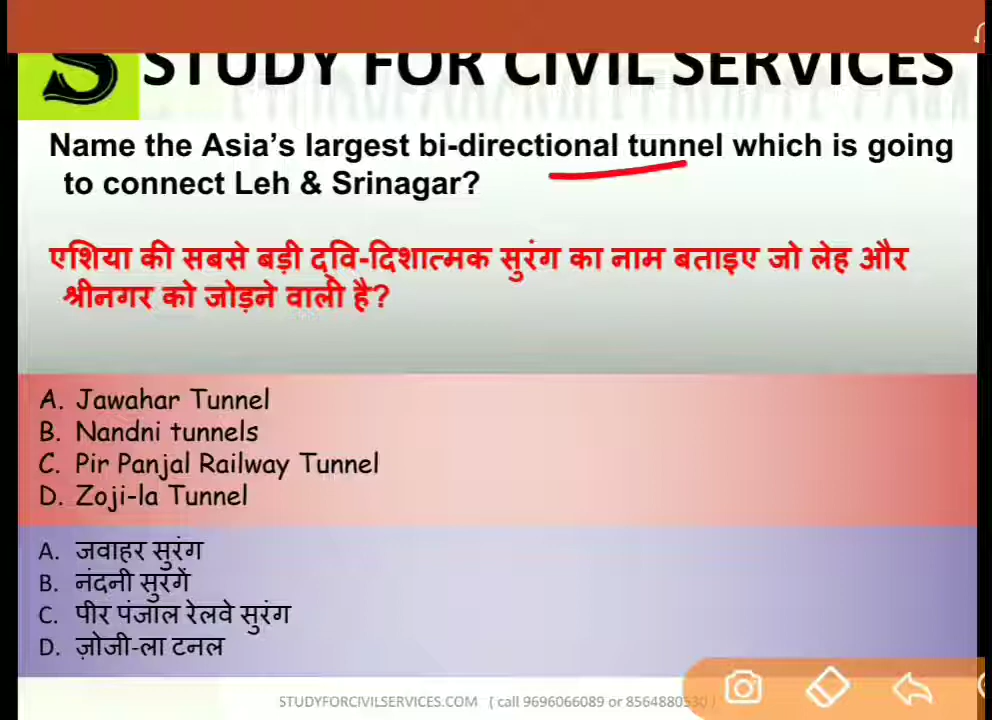 S STUDY FOR CIVIL SERVICES
Name the Asia's largest bi-directional tunnel which is going
to connect Leh & Srinagar?
एशिया की सबसे बड़ी द्वि-दिशात्मक सुरंग का नाम बताइए जो लेह और
श्रीनगर को जोड़ने वाली है?
A. Jawahar Tunnel
B. Nandni tunnels
C. Pir Panjal Railway Tunnel
D. Zoji-la Tunnel
A. जवाहर सुरंग
B. नंदनी सुरंगें
C. पीर पंजाल रेलवे सुरंग
D. ज़ोजी-ला टनल
STUDYFORCIVILSERVICES.COM ( call 9696066089 or 8564880530 )